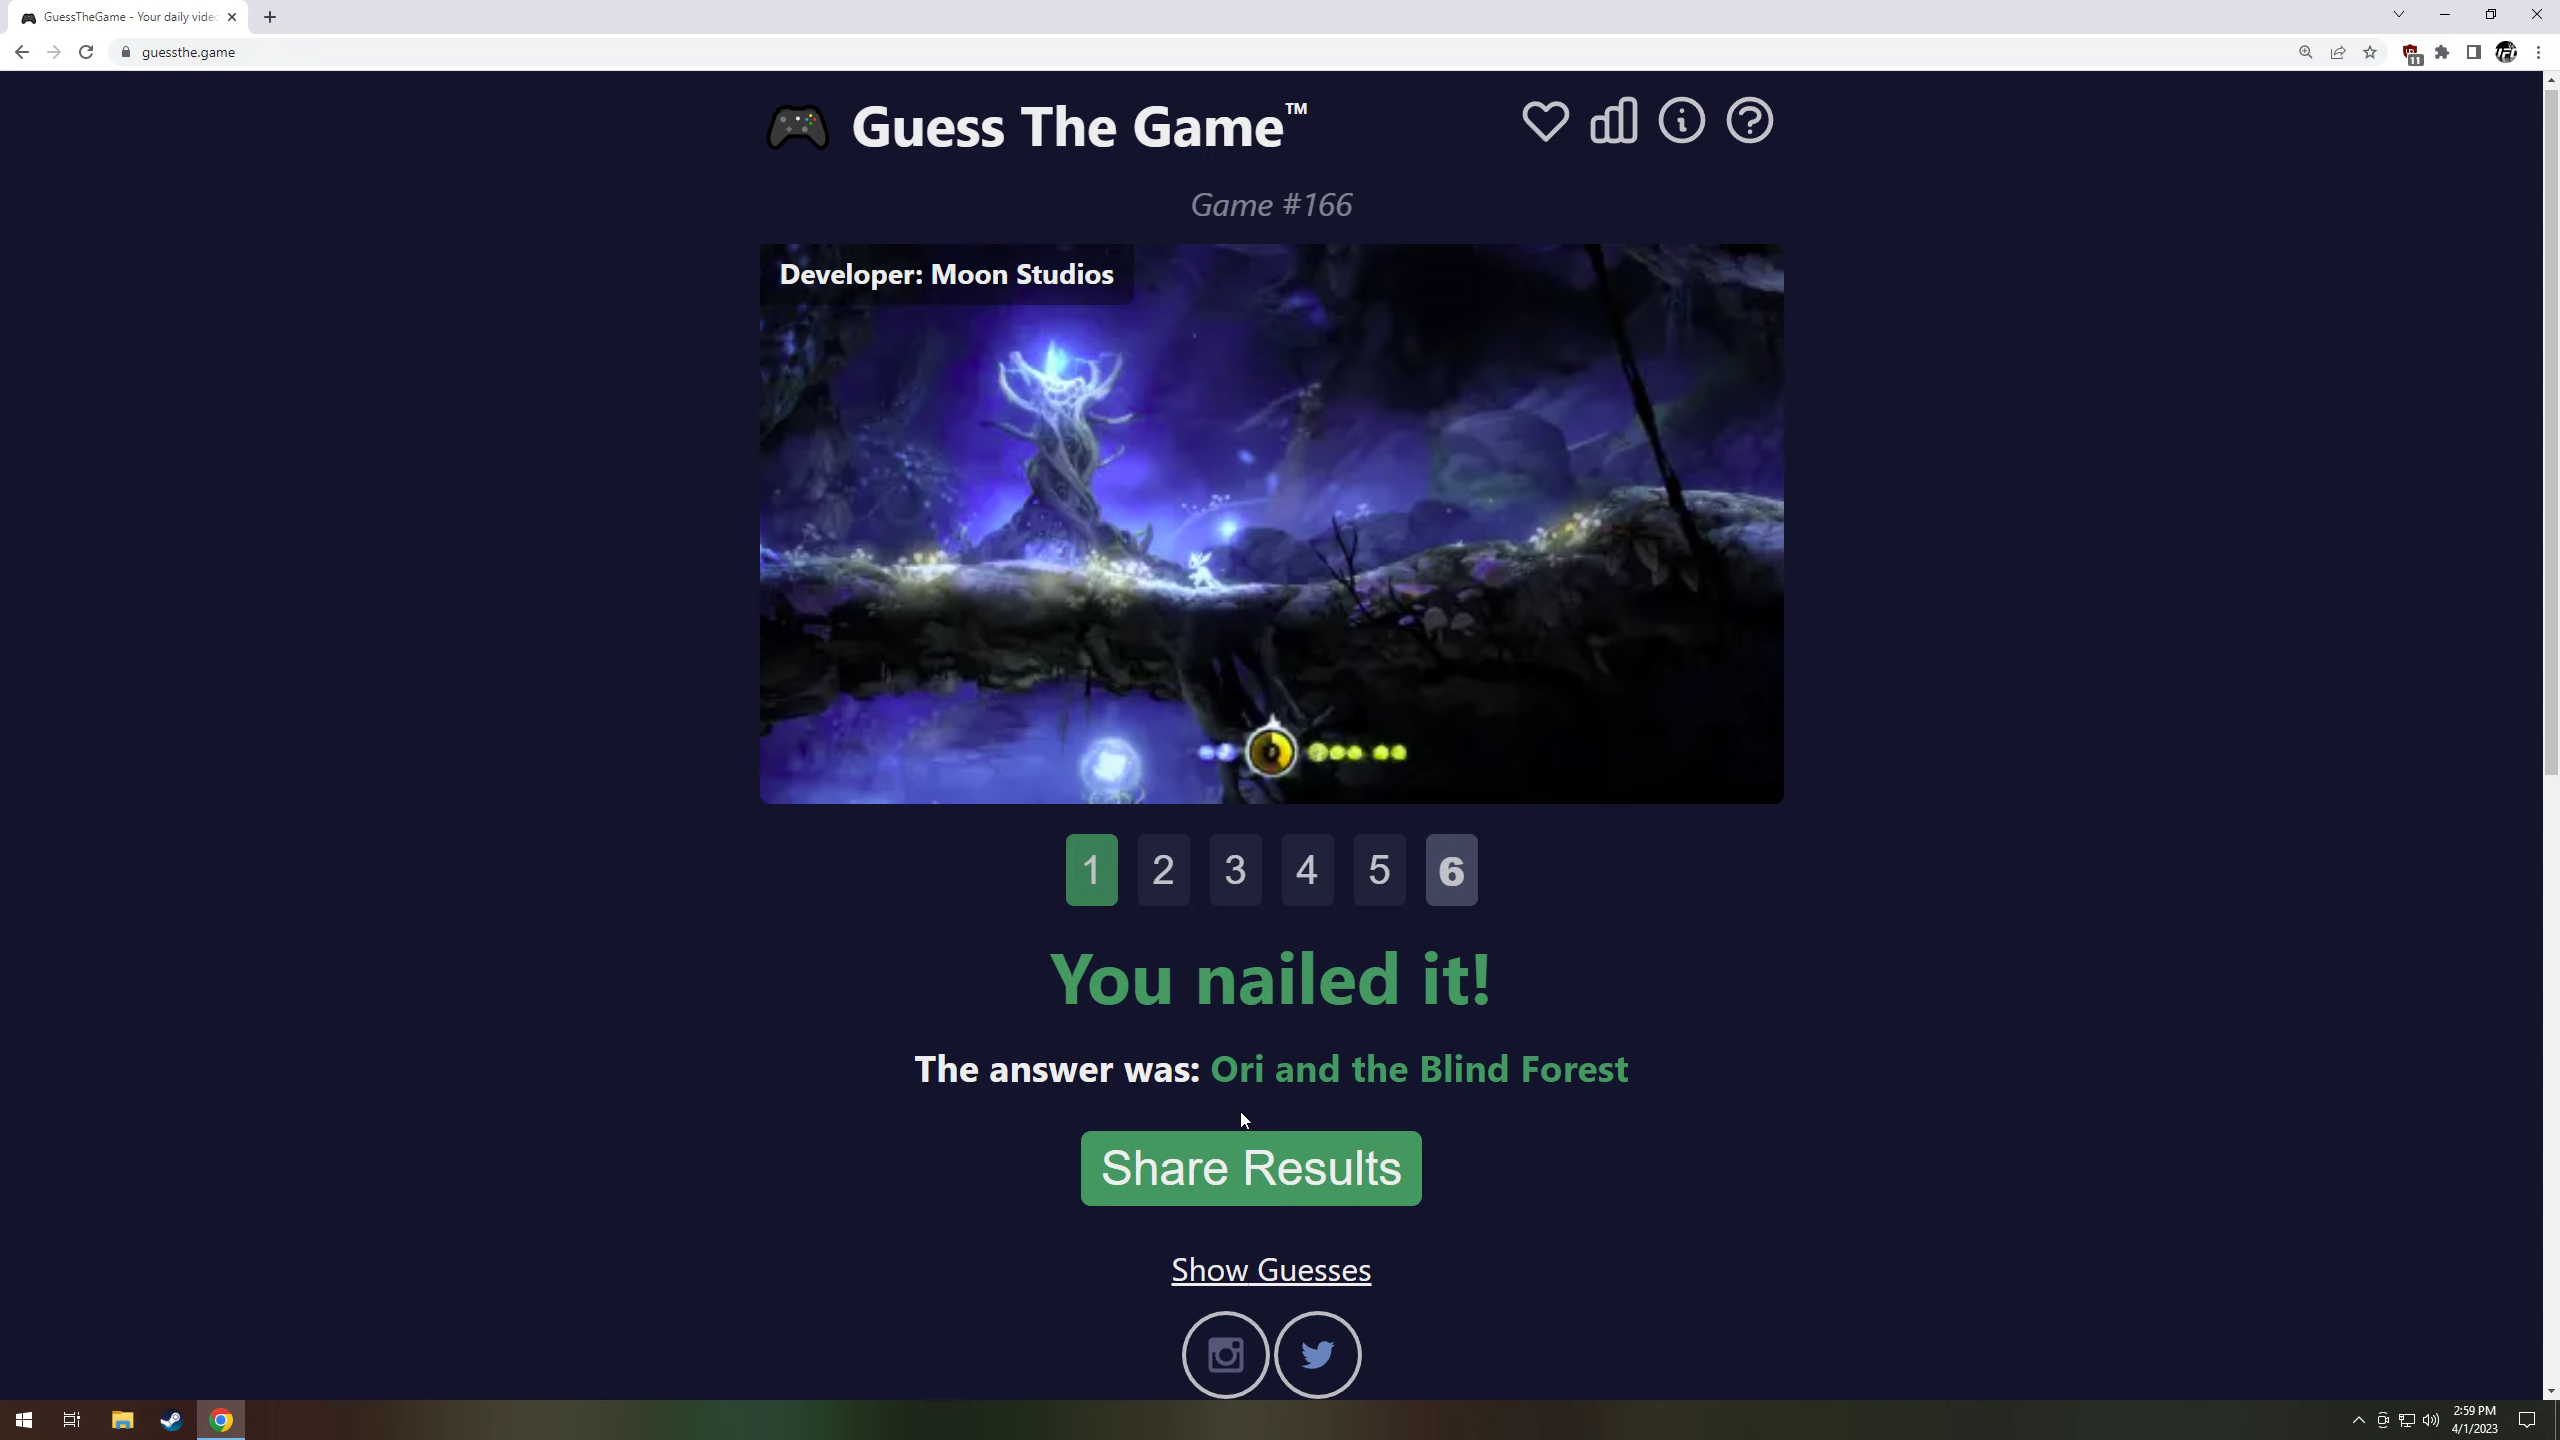 GuessTheGame - Your daily video
guessthe.game
11
Guess The Game™
Game #166
Developer: Moon Studios
1 2 3 4 5 6
You nailed it!
The answer was: Ori and the Blind Forest
Share Results
Show Guesses
2:59 PM
4/1/2023